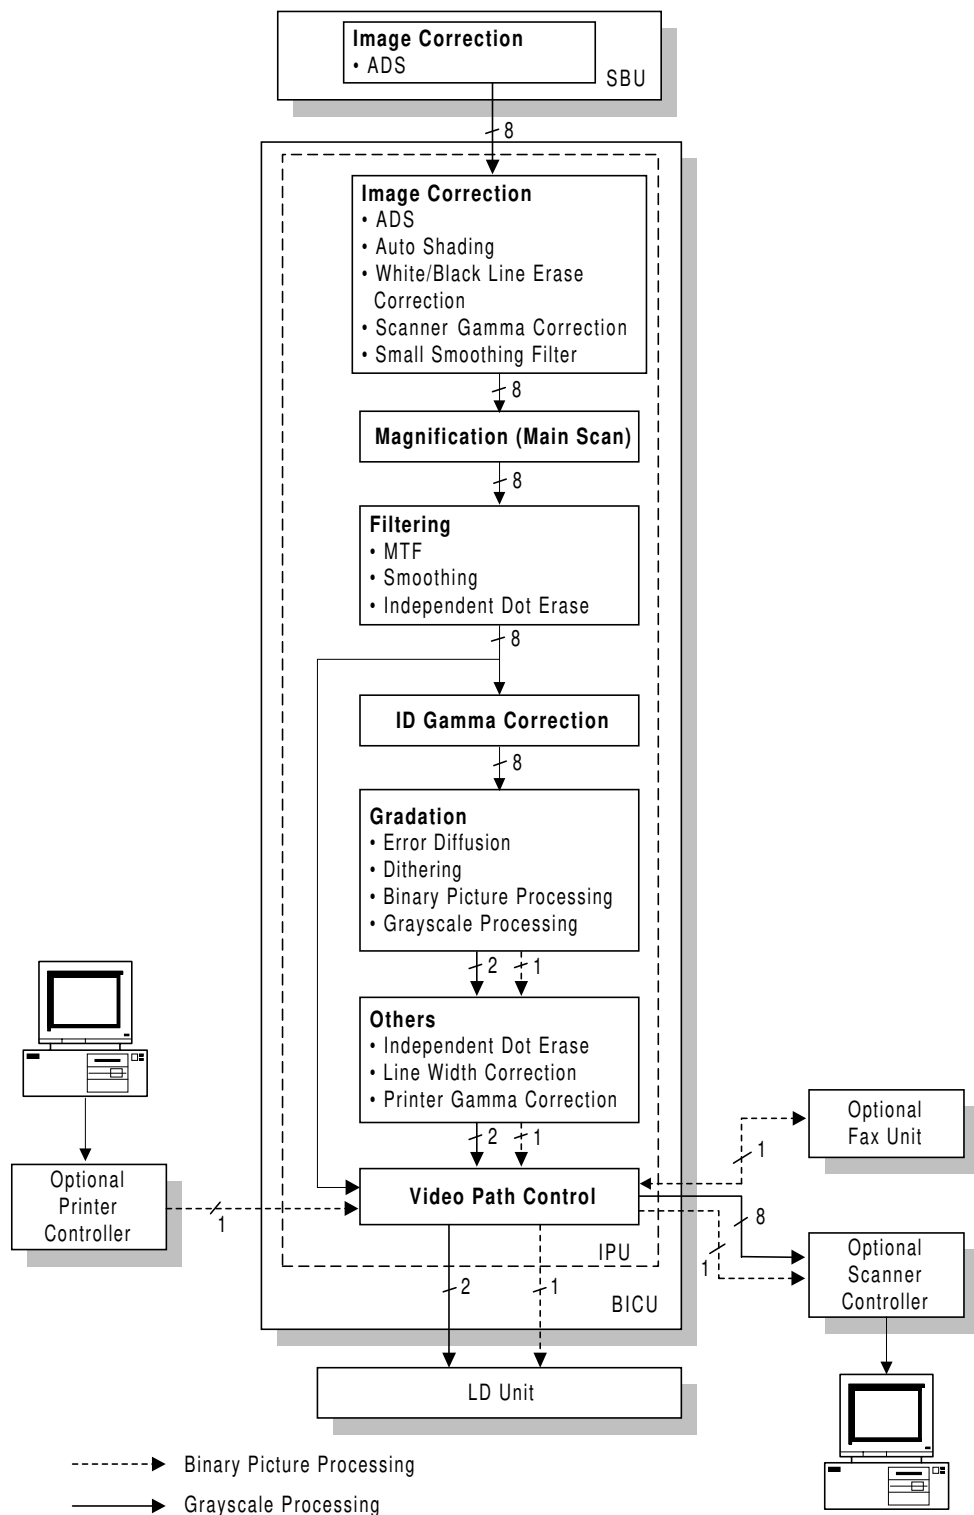 Image Correction
• ADS
SBU
8
Image Correction
• ADS
• Auto Shading
• White/Black Line Erase
Correction
• Scanner Gamma Correction
• Small Smoothing Filter
8
Magnification (Main Scan)
8
Filtering
• MTF
• Smoothing
• Independent Dot Erase
8
ID Gamma Correction
8
Gradation
• Error Diffusion
• Dithering
• Binary Picture Processing
• Grayscale Processing
2 1
Others
• Independent Dot Erase
• Line Width Correction
• Printer Gamma Correction
2 1
Optional
Printer
Controller
1
Video Path Control
1
Optional
Fax Unit
8
1
Optional
Scanner
Controller
IPU
2 1
BICU
LD Unit
Binary Picture Processing
Grayscale Processing